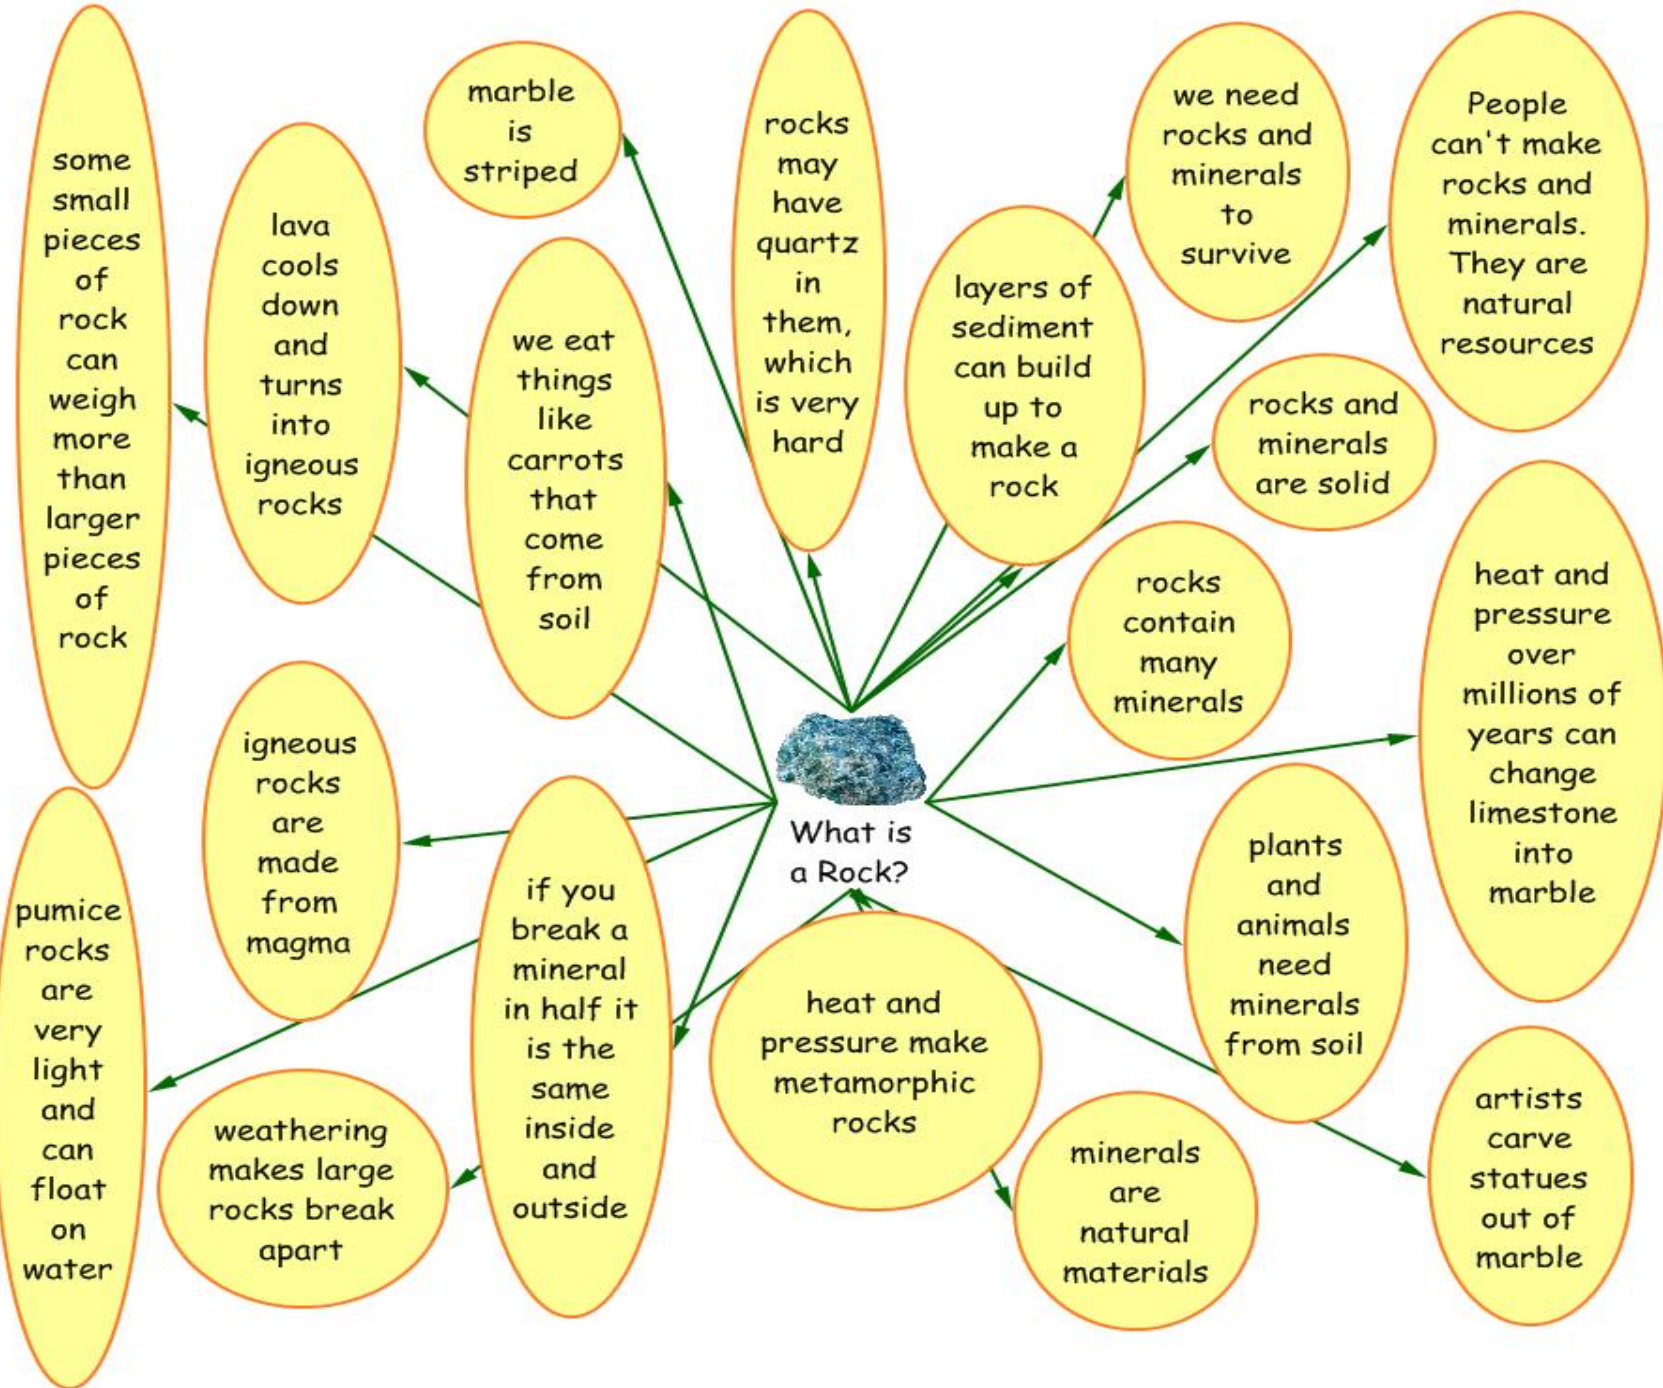 some
small
pieces
of
rock
can
weigh
more
than
larger
pieces
of
rock
lava
cools
down
and
turns
into
igneous
rocks
marble
is
striped
we eat
things
like
carrots
that
come
from
soil
rocks
may
have
quartz
in
them,
which
is very
hard
layers of
sediment
can build
up to
make a
rock
we need
rocks and
minerals
to
survive
People
can't make
rocks and
minerals.
They are
natural
resources
rocks and
minerals
are solid
rocks
contain
many
minerals
heat and
pressure
over
millions of
years can
change
limestone
into
marble
What is
a Rock?
igneous
rocks
are
made
from
magma
pumice
rocks
are
very
light
and
can
float
on
water
if you
break a
mineral
in half it
is the
same
inside
and
outside
weathering
makes large
rocks break
apart
heat and
pressure make
metamorphic
rocks
plants
and
animals
need
minerals
from soil
minerals
are
natural
materials
artists
carve
statues
out of
marble